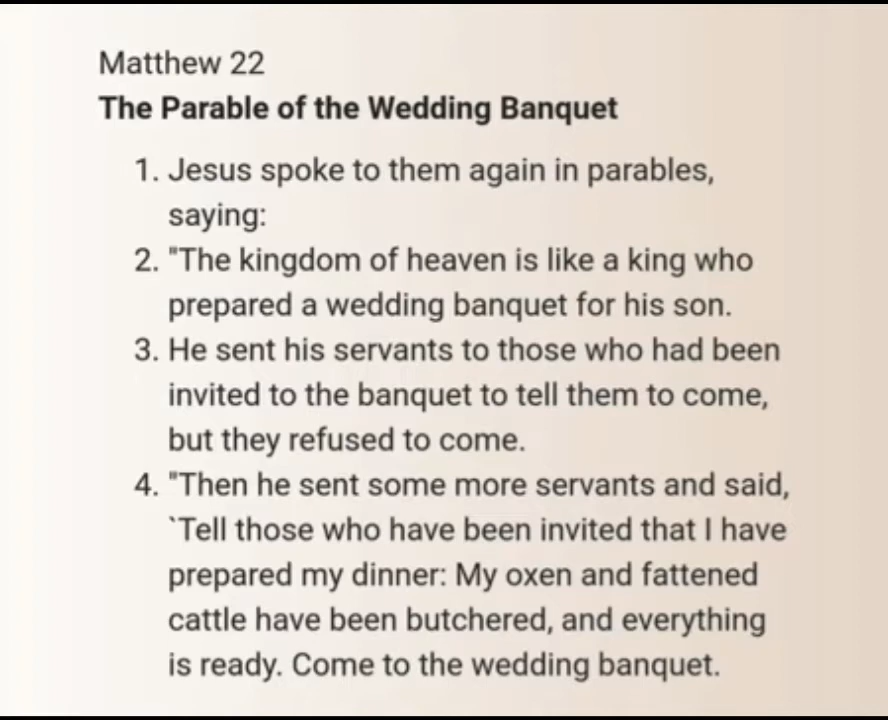 Matthew 22
The Parable of the Wedding Banquet
1. Jesus spoke to them again in parables,
saying:
2. "The kingdom of heaven is like a king who
prepared a wedding banquet for his son.
3. He sent his servants to those who had been
invited to the banquet to tell them to come,
but they refused to come.
4. "Then he sent some more servants and said,
`Tell those who have been invited that I have
prepared my dinner: My oxen and fattened
cattle have been butchered, and everything
is ready. Come to the wedding banquet.